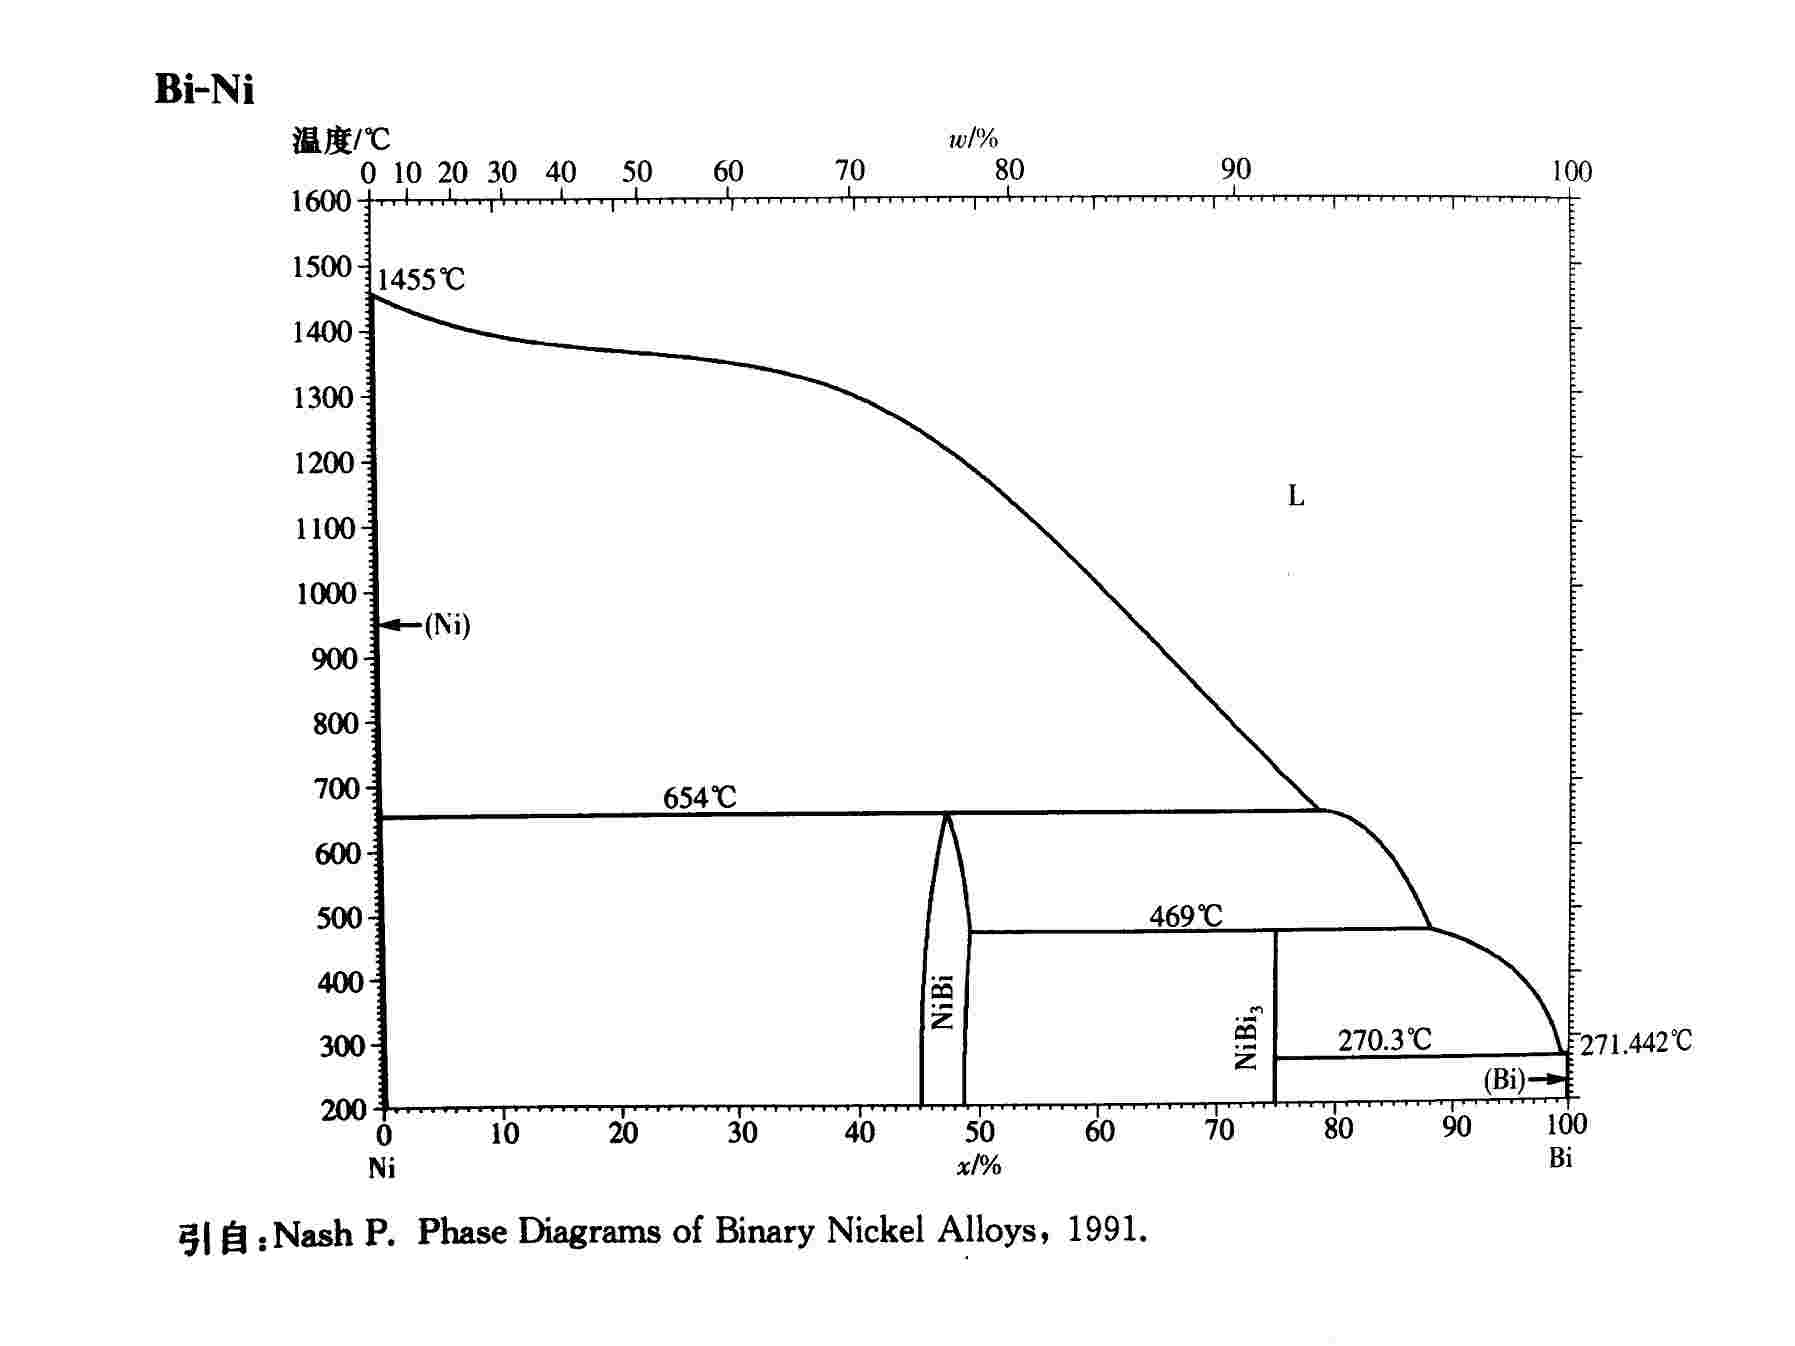 Bi-Ni
温度/℃
w/%
0 10 20 30 40 50 60 70 80 90 100
1600
1500
1455℃
1400
1300
1200
L
1100
1000
(Ni)
900
800
700
654℃
600
500
469℃
400
NiBi
NiBi₃
300
270.3℃
271.442℃
(Bi)
200
0 10 20 30 40 50 60 70 80 90 100
Ni
x/%
Bi
引自:Nash P. Phase Diagrams of Binary Nickel Alloys, 1991.